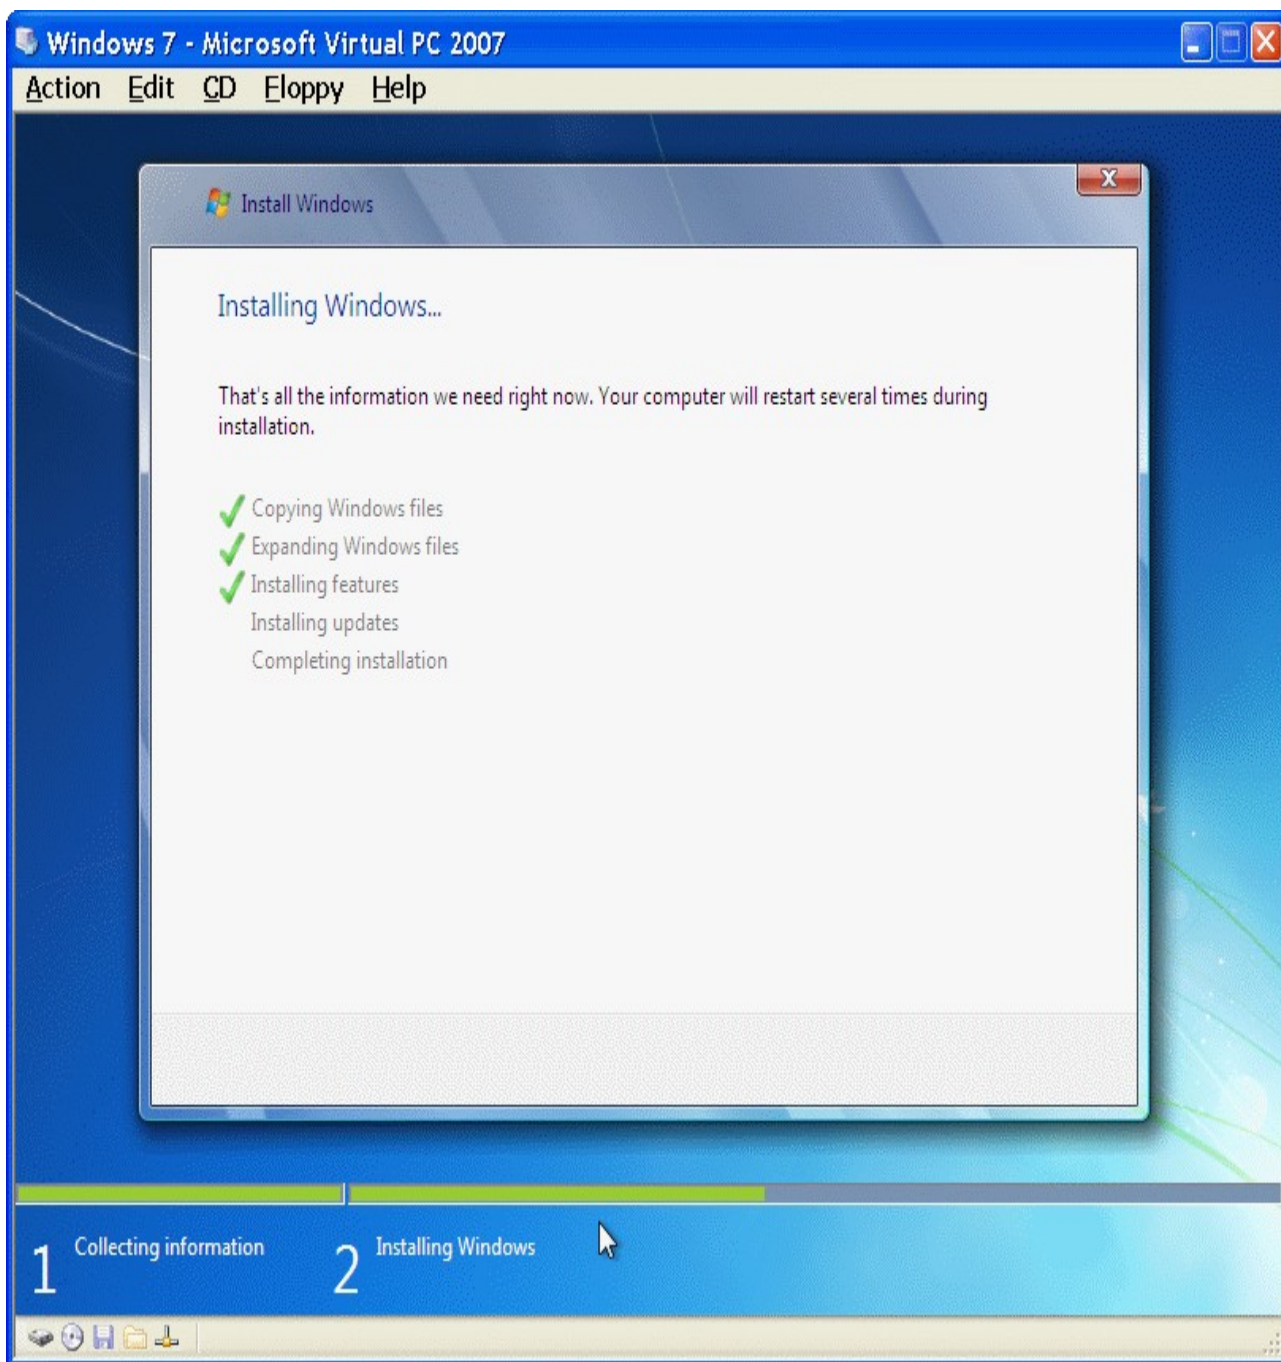 Windows 7 - Microsoft Virtual PC 2007
Action Edit CD Floppy Help
Install Windows
Installing Windows...
That's all the information we need right now. Your computer will restart several times during
installation.
Copying Windows files
Expanding Windows files
Installing features
Installing updates
Completing installation
1 Collecting information 2 Installing Windows